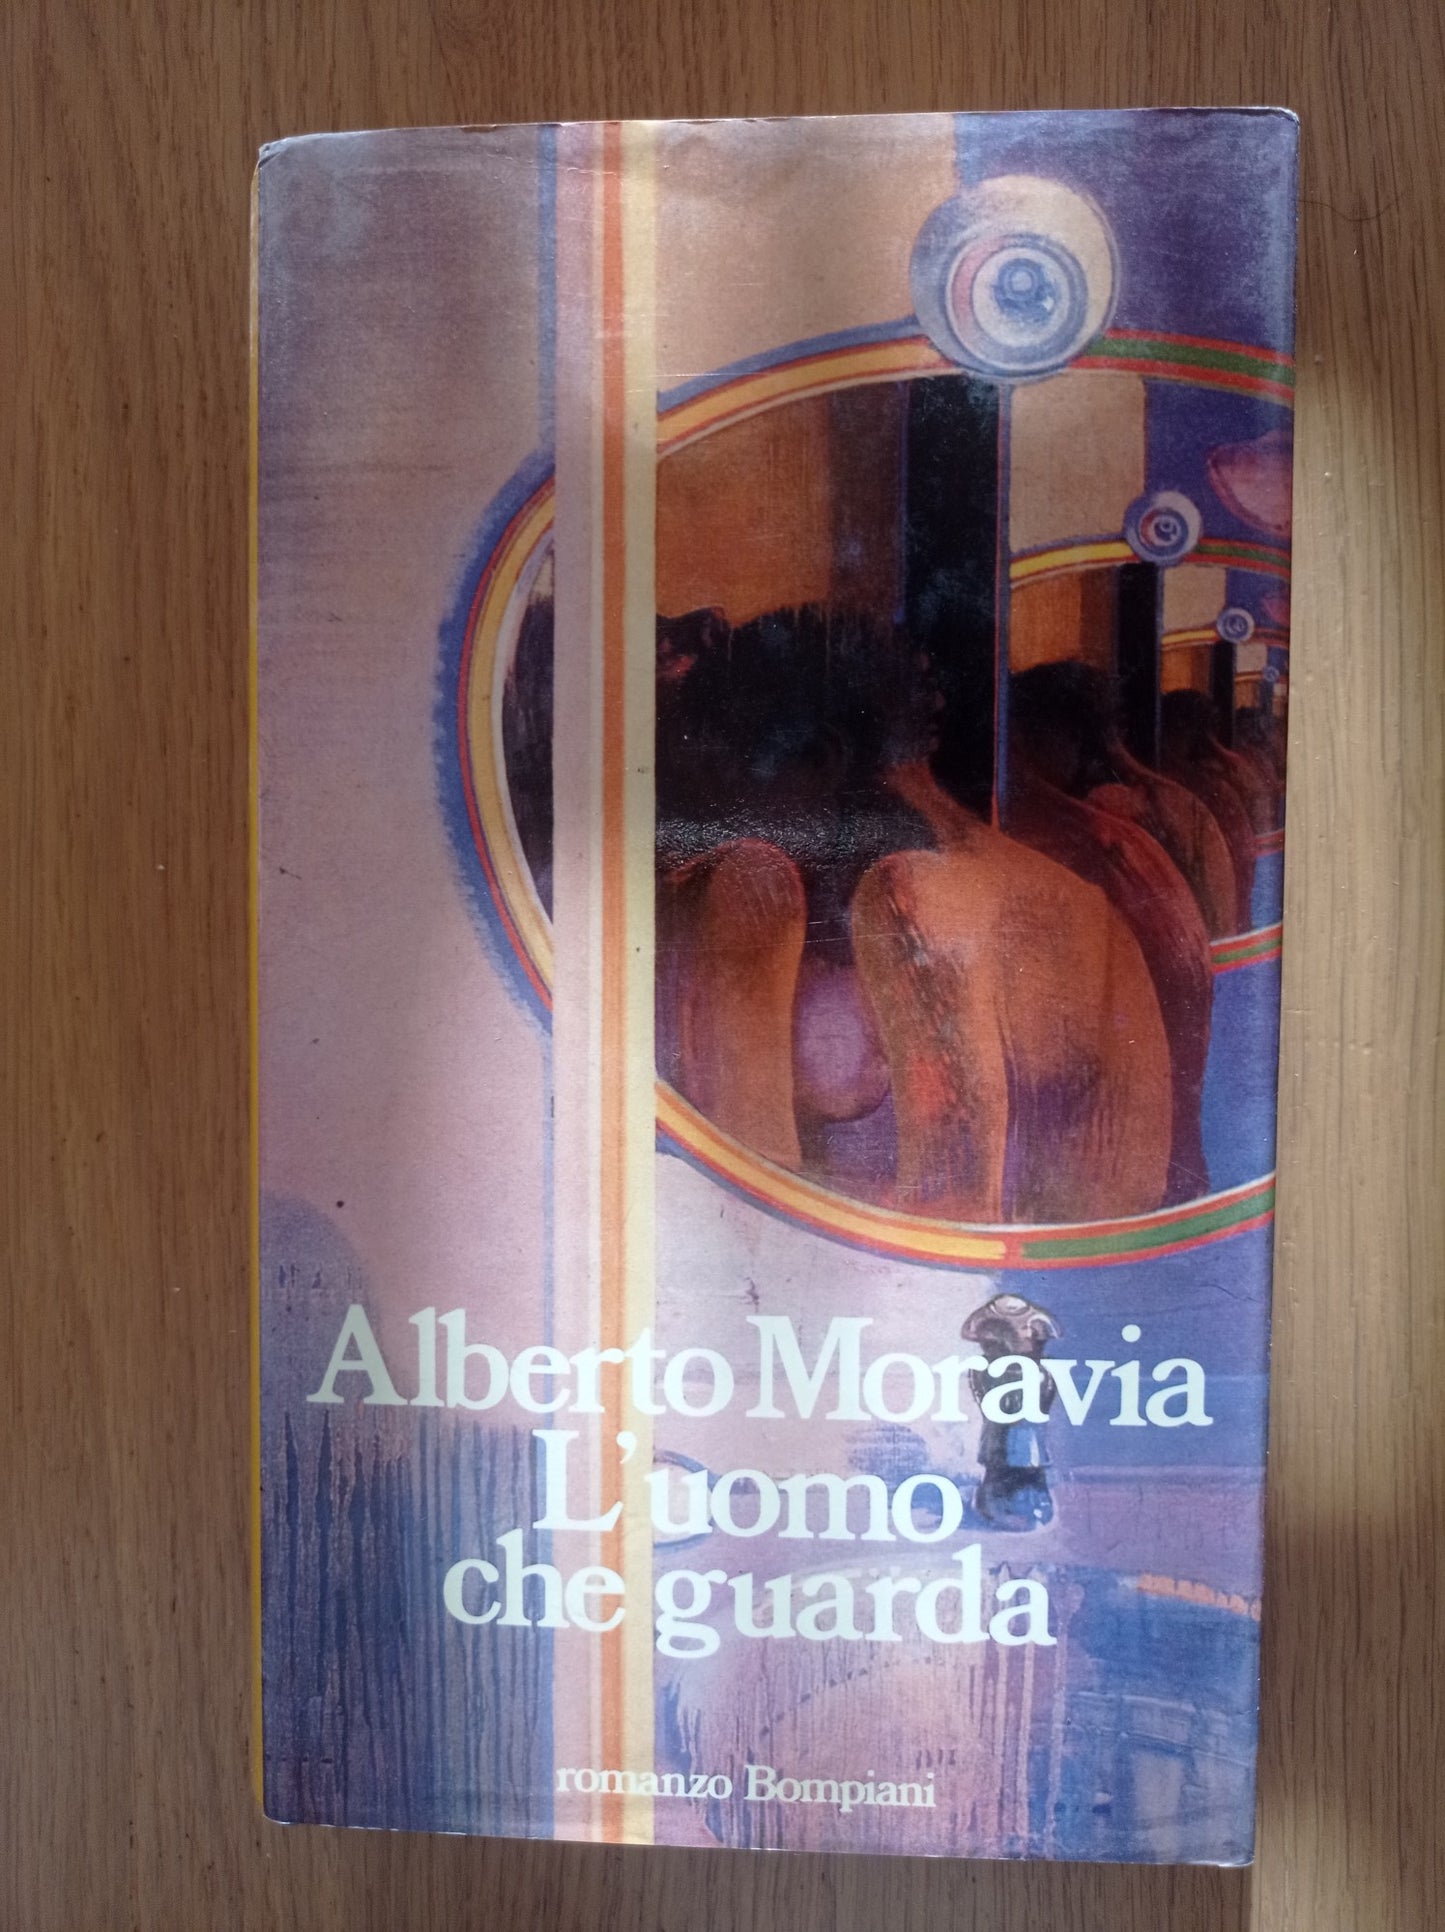 Alberto Moravia
L'uomo
che guarda
romanzo Bompiani